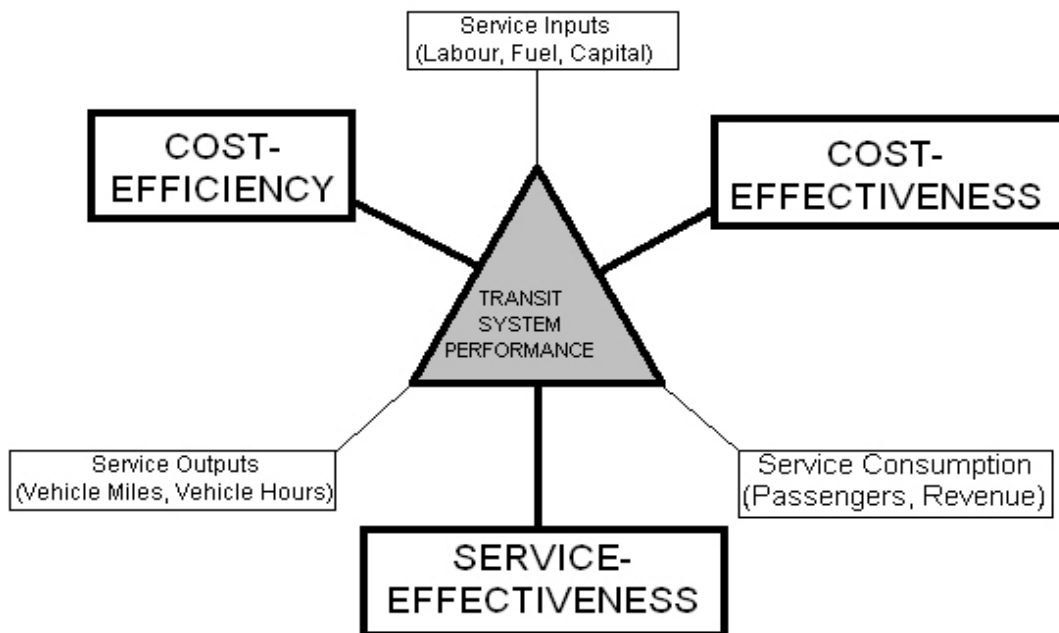 Service Inputs
(Labour, Fuel, Capital)
COST-
EFFICIENCY
COST-
EFFECTIVENESS
TRANSIT
SYSTEM
PERFORMANCE
Service Outputs
(Vehicle Miles, Vehicle Hours)
Service Consumption
(Passengers, Revenue)
SERVICE-
EFFECTIVENESS